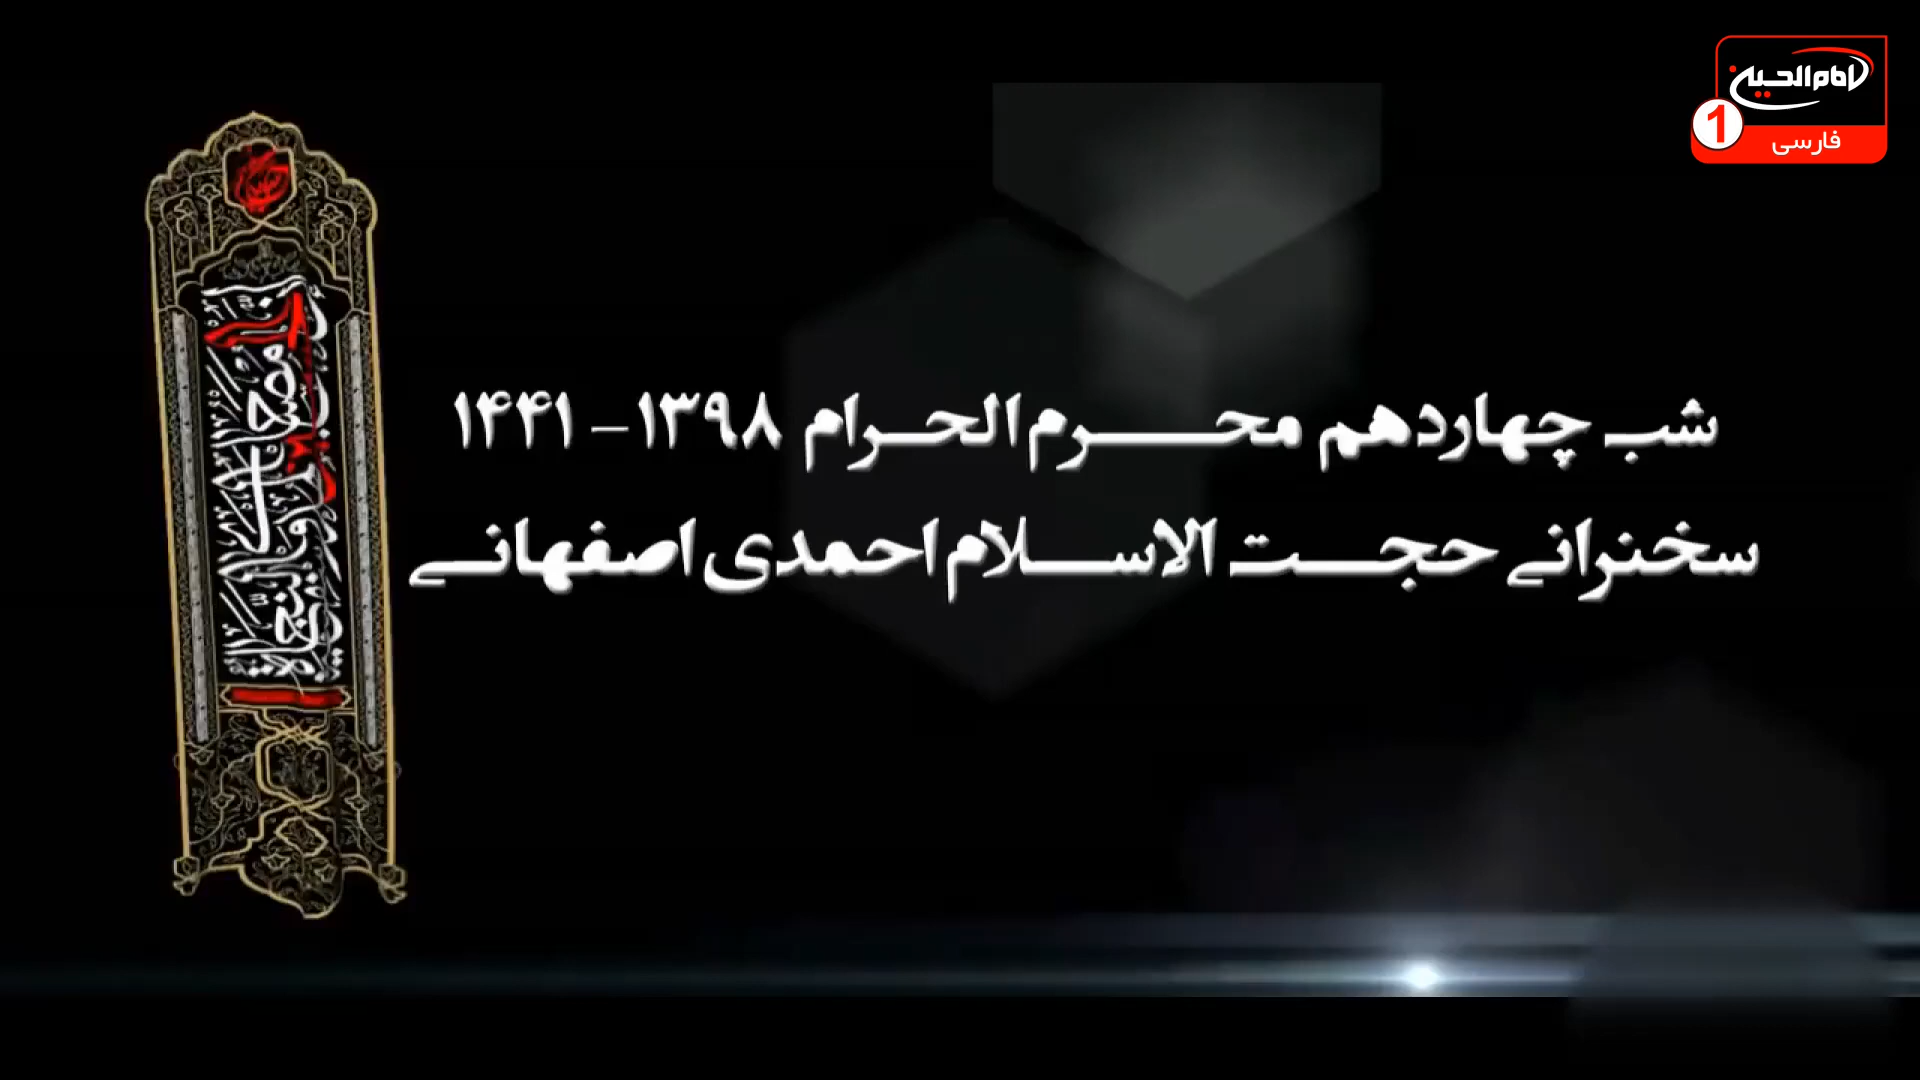 امام الحسین
1
فارسی
شب چهاردهم محرم الحرام ۱۳۹۸ - ۱۴۴۱
سخنرانی حجت الاسلام احمدی اصفهانی